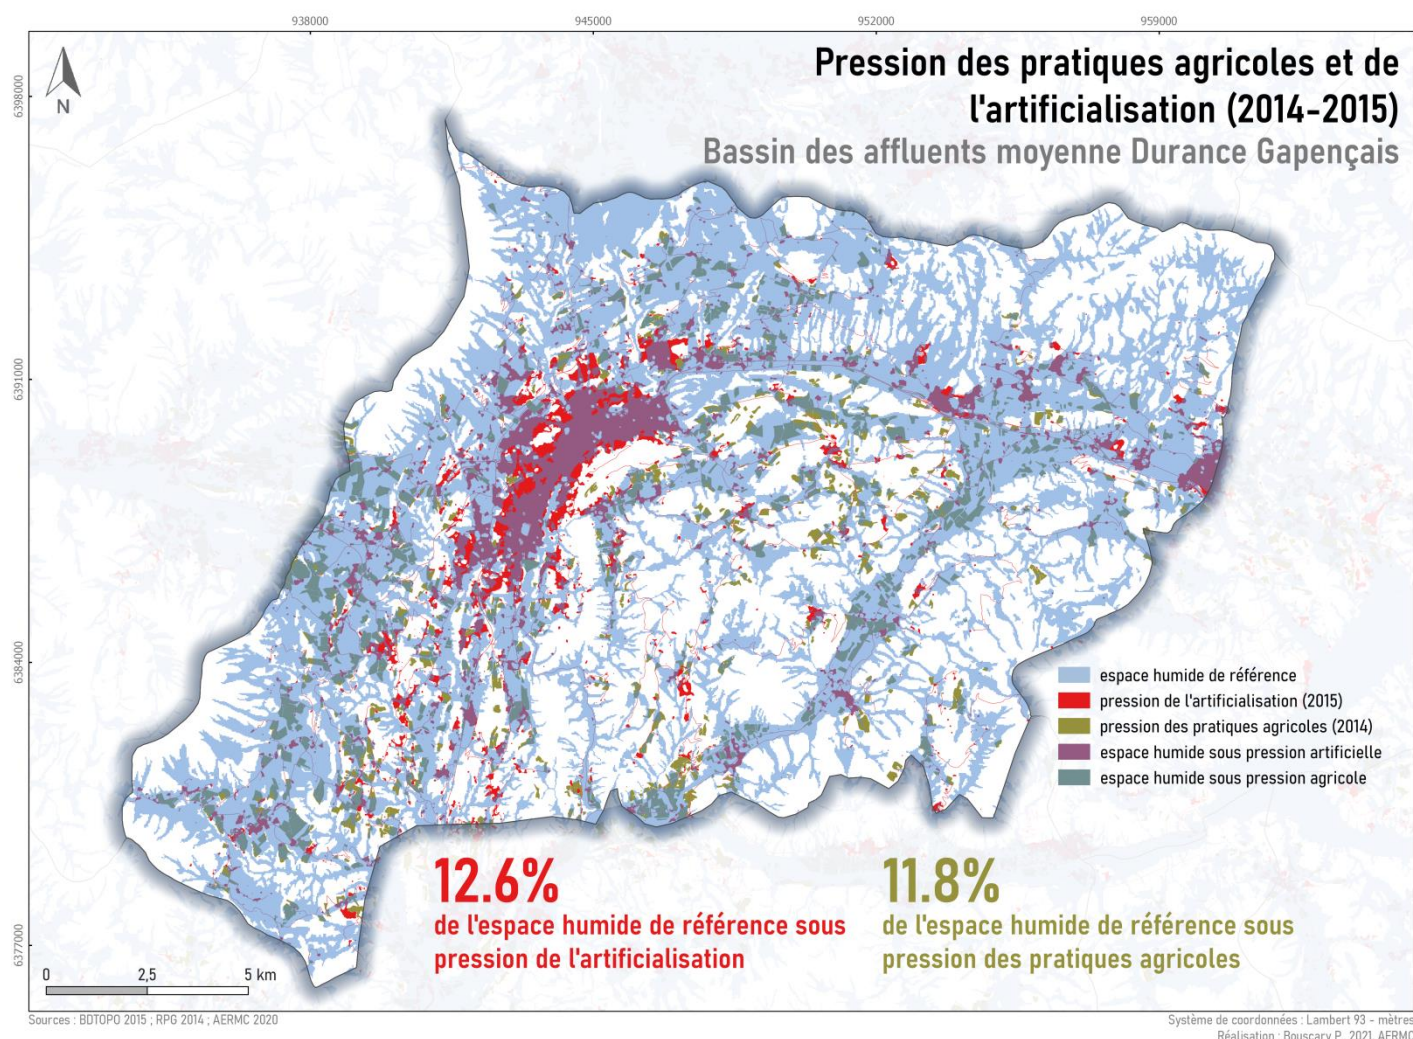 938000
945000
952000
959000
Pression des pratiques agricoles et de
l'artificialisation (2014-2015)
Bassin des affluents moyenne Durance Gapençais
N
6398000
6391000
6384000
6377000
espace humide de référence
pression de l'artificialisation (2015)
pression des pratiques agricoles (2014)
espace humide sous pression artificielle
espace humide sous pression agricole
12.6%
de l'espace humide de référence sous
pression de l'artificialisation
11.8%
de l'espace humide de référence sous
pression des pratiques agricoles
0 2,5 5 km
Sources : BDTOPO 2015 ; RPG 2014 ; AERMC 2020
Système de coordonnées : Lambert 93 - mètres
Réalisation : Bouscary P., 2021, AERMC